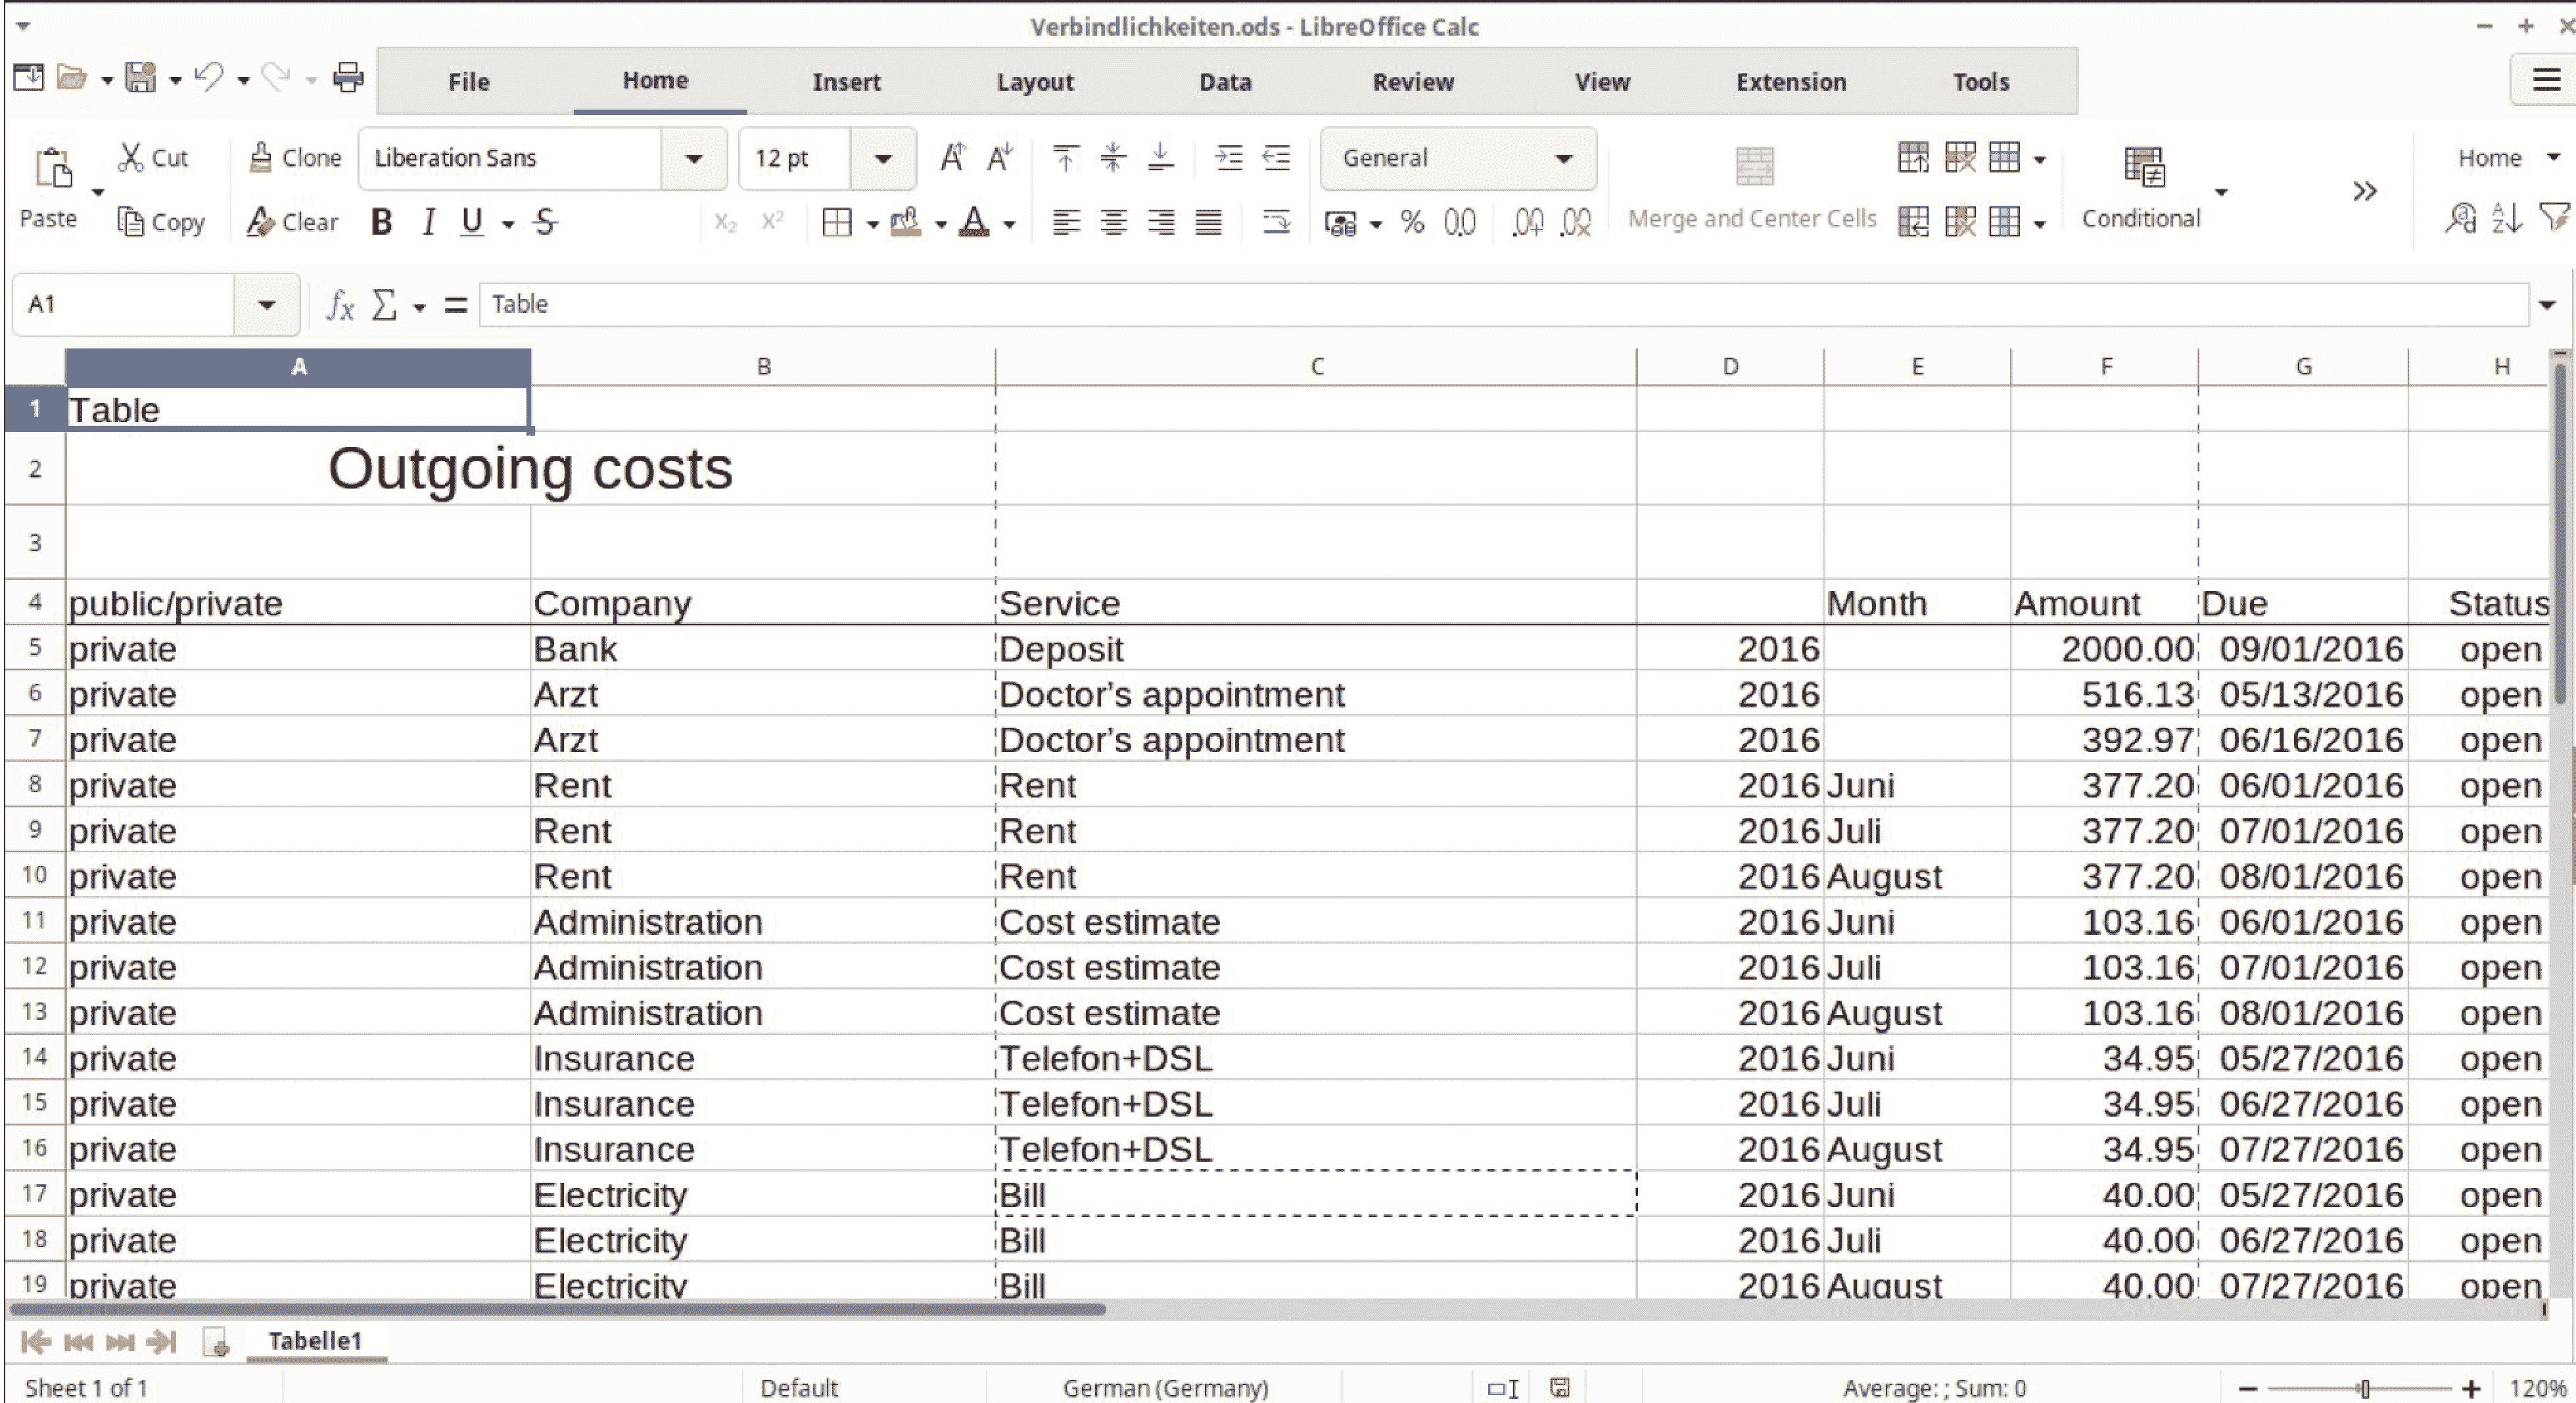 Verbindlichkeiten.ods - LibreOffice Calc
File Home Insert Layout Data Review View Extension Tools
Paste Cut Clone Liberation Sans 12 pt General Merge and Center Cells Conditional Home
Copy Clear B I U S X₂ X² A % 0.0 .00 .00
A1 fx Σ = Table
A B C D E F G H
1 Table
2 Outgoing costs
3
4 public/private Company Service Month Amount Due Status
5 private Bank Deposit 2016 2000.00 09/01/2016 open
6 private Arzt Doctor’s appointment 2016 516.13 05/13/2016 open
7 private Arzt Doctor’s appointment 2016 392.97 06/16/2016 open
8 private Rent Rent 2016 Juni 377.20 06/01/2016 open
9 private Rent Rent 2016 Juli 377.20 07/01/2016 open
10 private Rent Rent 2016 August 377.20 08/01/2016 open
11 private Administration Cost estimate 2016 Juni 103.16 06/01/2016 open
12 private Administration Cost estimate 2016 Juli 103.16 07/01/2016 open
13 private Administration Cost estimate 2016 August 103.16 08/01/2016 open
14 private Insurance Telefon+DSL 2016 Juni 34.95 05/27/2016 open
15 private Insurance Telefon+DSL 2016 Juli 34.95 06/27/2016 open
16 private Insurance Telefon+DSL 2016 August 34.95 07/27/2016 open
17 private Electricity Bill 2016 Juni 40.00 05/27/2016 open
18 private Electricity Bill 2016 Juli 40.00 06/27/2016 open
19 private Electricity Bill 2016 August 40.00 07/27/2016 open
Tabelle1
Sheet 1 of 1 Default German (Germany) Average: ; Sum: 0 120%